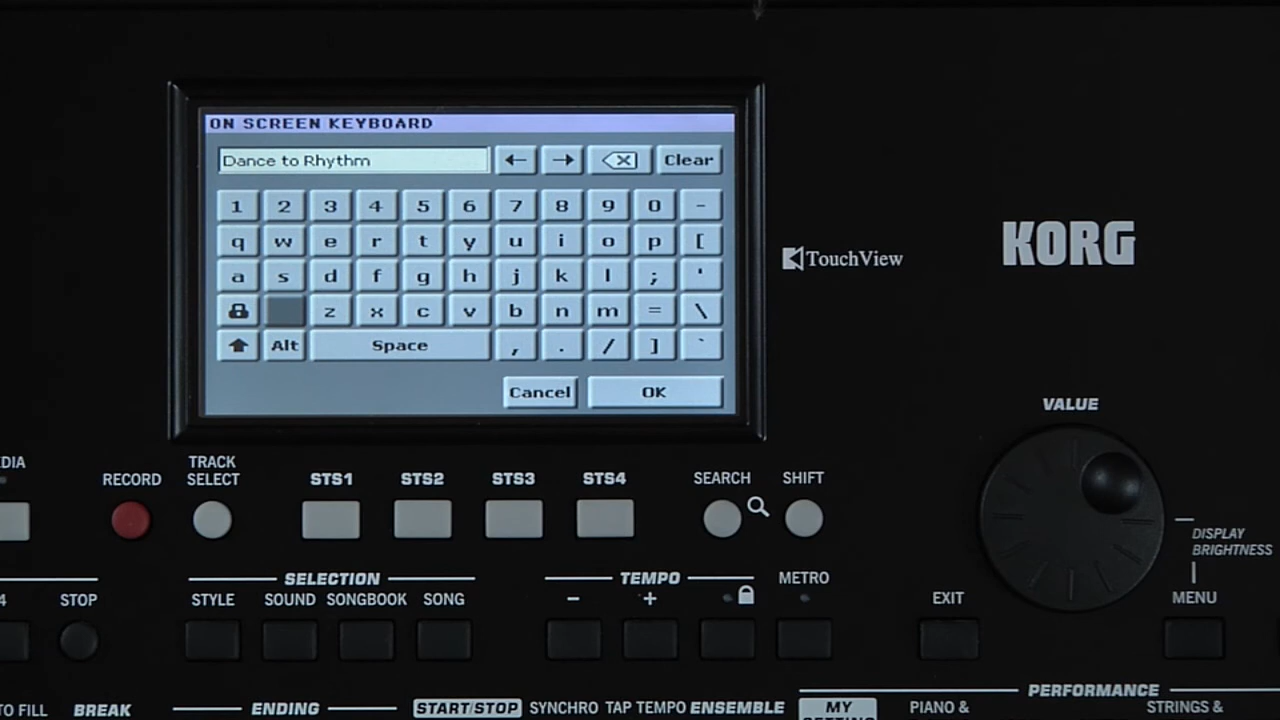 ON SCREEN KEYBOARD
Dance to Rhythm ← → Clear
1 2 3 4 5 6 7 8 9 0 -
q w e r t y u i o p [
a s d f g h j k l ; '
z x c v b n m = \
Alt Space , . / ] `
Cancel OK
TouchView
KORG
VALUE
DISPLAY
BRIGHTNESS
DIA
RECORD
TRACK
SELECT
STS1 STS2 STS3 STS4
SEARCH SHIFT
SELECTION
TEMPO
METRO
4 STOP
STYLE SOUND SONGBOOK SONG
- +
EXIT
MENU
PERFORMANCE
TO FILL BREAK ENDING START/STOP SYNCHRO TAP TEMPO ENSEMBLE
MY
SETTING
PIANO &
STRINGS &